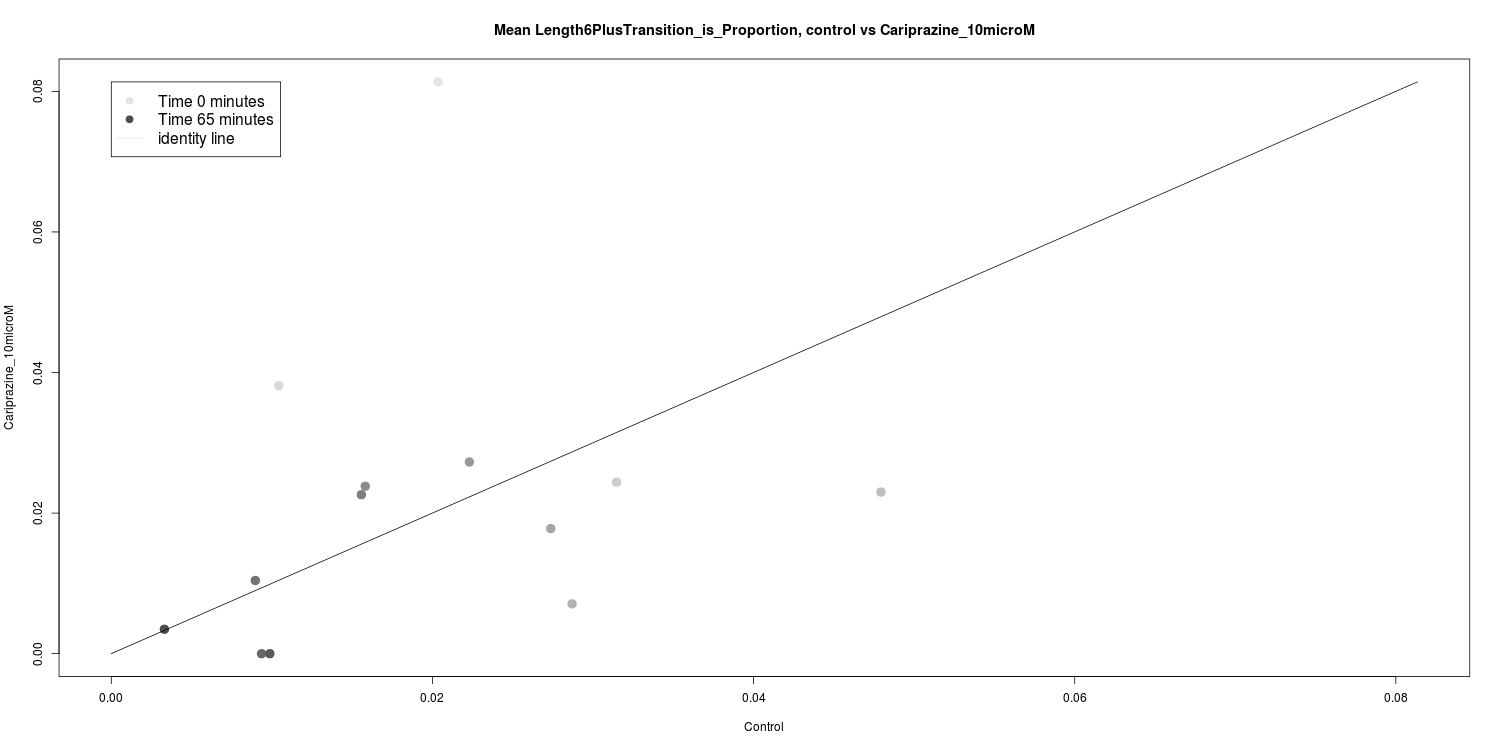 Mean Length6PlusTransition_is_Proportion, control vs Cariprazine_10microM
Time 0 minutes
Time 65 minutes
identity line
0.08
0.06
0.04
0.02
0.00
Cariprazine_10microM
0.00 0.02 0.04 0.06 0.08
Control